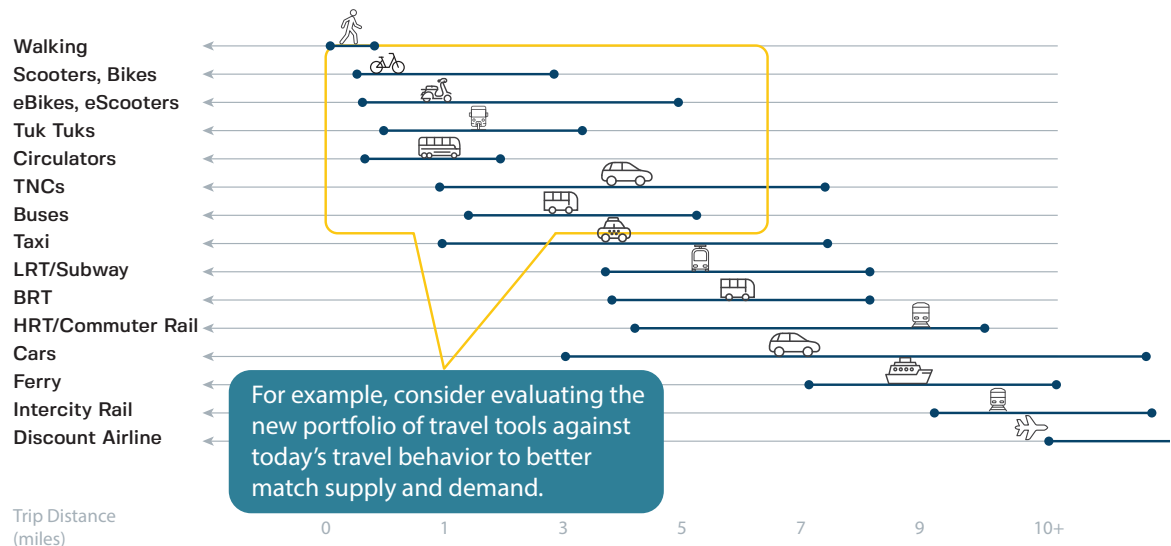 Walking
Scooters, Bikes
eBikes, eScooters
Tuk Tuks
Circulators
TNCs
Buses
Taxi
LRT/Subway
BRT
HRT/Commuter Rail
Cars
Ferry
Intercity Rail
Discount Airline
For example, consider evaluating the
new portfolio of travel tools against
today’s travel behavior to better
match supply and demand.
Trip Distance
(miles)
0 1 3 5 7 9 10+